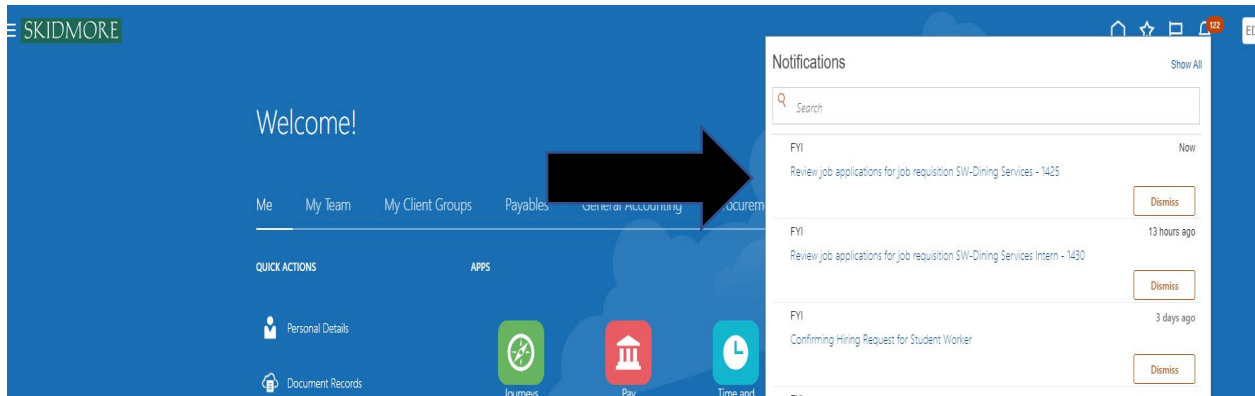 SKIDMORE
122
Notifications
Show All
Search
Welcome!
FYI
Now
Review job applications for job requisition SW-Dining Services - 1425
Dismiss
Me My Team My Client Groups Payables General Accounting
FYI
13 hours ago
Review job applications for job requisition SW-Dining Services Intern - 1430
QUICK ACTIONS
APPS
Dismiss
FYI
3 days ago
Personal Details
Confirming Hiring Request for Student Worker
Dismiss
Document Records
Journeys
Pay
Time and